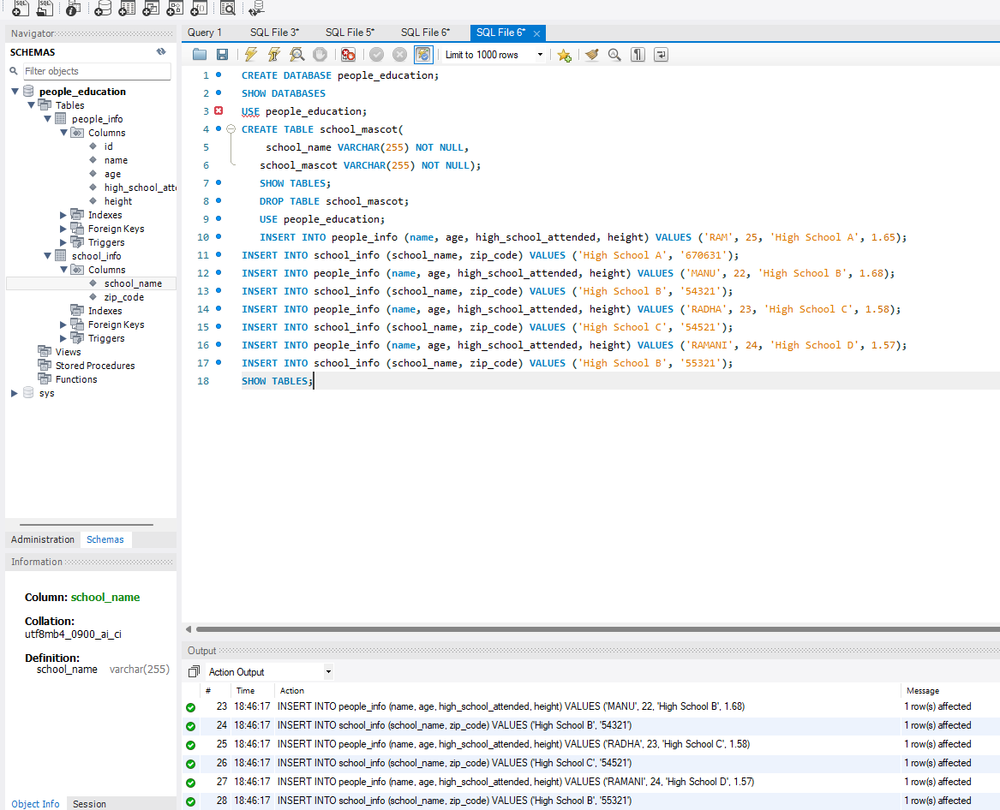 Navigator
Query 1
SQL File 3*
SQL File 5*
SQL File 6*
SQL File 6*
SCHEMAS
Limit to 1000 rows
Filter objects
people_education
Tables
people_info
Columns
id
name
age
high_school_atte
height
Indexes
Foreign Keys
Triggers
school_info
Columns
school_name
zip_code
Indexes
Foreign Keys
Triggers
Views
Stored Procedures
Functions
sys
Administration Schemas
Information
Column: school_name
Collation:
utf8mb4_0900_ai_ci
Definition:
school_name varchar(255)
Object Info Session
1 CREATE DATABASE people_education;
2 SHOW DATABASES
3 USE people_education;
4 CREATE TABLE school_mascot(
5 school_name VARCHAR(255) NOT NULL,
6 school_mascot VARCHAR(255) NOT NULL);
7 SHOW TABLES;
8 DROP TABLE school_mascot;
9 USE people_education;
10 INSERT INTO people_info (name, age, high_school_attended, height) VALUES ('RAM', 25, 'High School A', 1.65);
11 INSERT INTO school_info (school_name, zip_code) VALUES ('High School A', '670631');
12 INSERT INTO people_info (name, age, high_school_attended, height) VALUES ('MANU', 22, 'High School B', 1.68);
13 INSERT INTO school_info (school_name, zip_code) VALUES ('High School B', '54321');
14 INSERT INTO people_info (name, age, high_school_attended, height) VALUES ('RADHA', 23, 'High School C', 1.58);
15 INSERT INTO school_info (school_name, zip_code) VALUES ('High School C', '54521');
16 INSERT INTO people_info (name, age, high_school_attended, height) VALUES ('RAMANI', 24, 'High School D', 1.57);
17 INSERT INTO school_info (school_name, zip_code) VALUES ('High School B', '55321');
18 SHOW TABLES;
Output
Action Output
# Time Action Message
23 18:46:17 INSERT INTO people_info (name, age, high_school_attended, height) VALUES ('MANU', 22, 'High School B', 1.68) 1 row(s) affected
24 18:46:17 INSERT INTO school_info (school_name, zip_code) VALUES ('High School B', '54321') 1 row(s) affected
25 18:46:17 INSERT INTO people_info (name, age, high_school_attended, height) VALUES ('RADHA', 23, 'High School C', 1.58) 1 row(s) affected
26 18:46:17 INSERT INTO school_info (school_name, zip_code) VALUES ('High School C', '54521') 1 row(s) affected
27 18:46:17 INSERT INTO people_info (name, age, high_school_attended, height) VALUES ('RAMANI', 24, 'High School D', 1.57) 1 row(s) affected
28 18:46:17 INSERT INTO school_info (school_name, zip_code) VALUES ('High School B', '55321') 1 row(s) affected